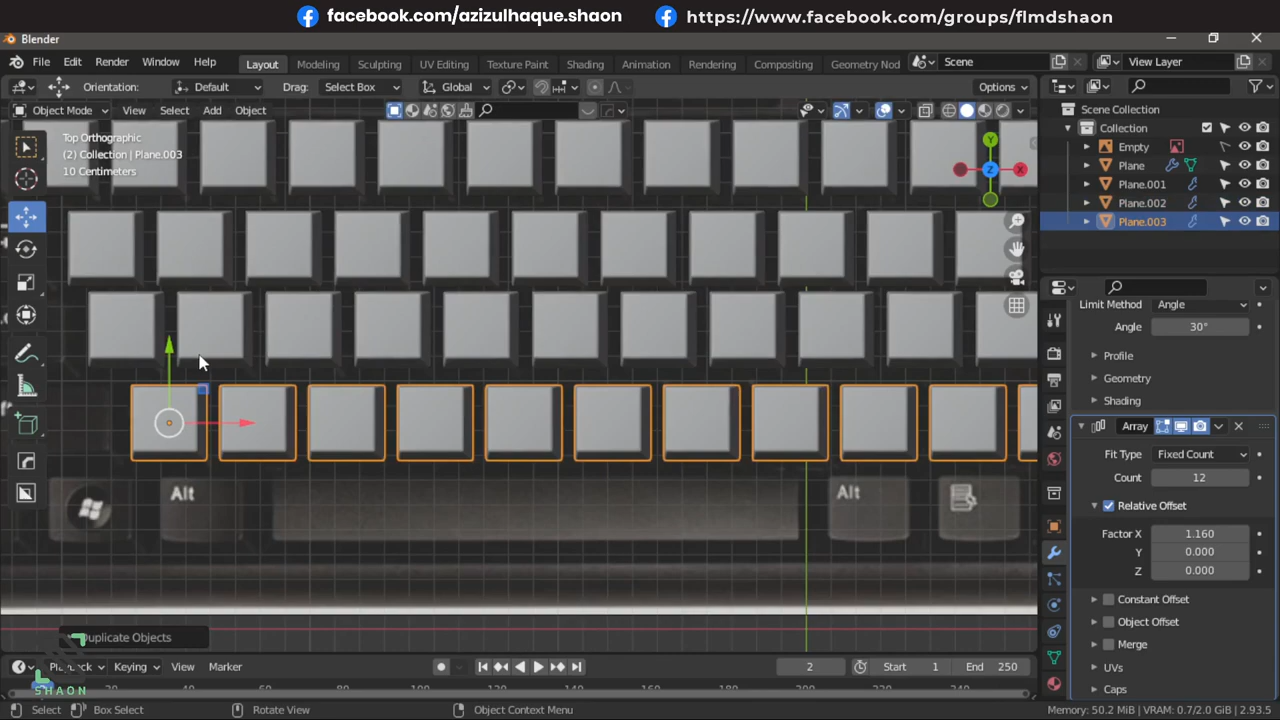 facebook.com/azizulhaque.shaon
https://www.facebook.com/groups/flmdshaon
Blender
File Edit Render Window Help
Layout Modeling Sculpting UV Editing Texture Paint Shading Animation Rendering Compositing Geometry Nod
Scene
View Layer
Orientation: Default Drag: Select Box Global Options
Object Mode View Select Add Object
Top Orthographic
(2) Collection | Plane.003
10 Centimeters
Y
X
Z
Scene Collection
Collection
Empty
Plane
Plane.001
Plane.002
Plane.003
Limit Method Angle
Angle 30°
Profile
Geometry
Shading
Array
Fit Type Fixed Count
Count 12
Relative Offset
Factor X 1.160
Y 0.000
Z 0.000
Constant Offset
Object Offset
Merge
UVs
Caps
Alt
Alt
Duplicate Objects
Playback Keying View Marker
2
Start 1
End 250
SHAON
Select Box Select Rotate View Object Context Menu
Memory: 50.2 MiB | VRAM: 0.7/2.0 GiB | 2.93.5